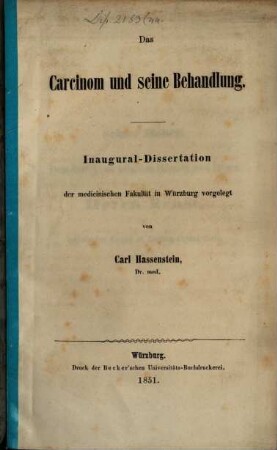 Das
Carcinom und seine Behandlung.
Inaugural-Dissertation
der medicinischen Fakultät in Würzburg vorgelegt
von
Carl Hassenstein,
Dr. med.
Würzburg.
Druck der Becker'schen Universitäts-Buchdruckerei.
1851.